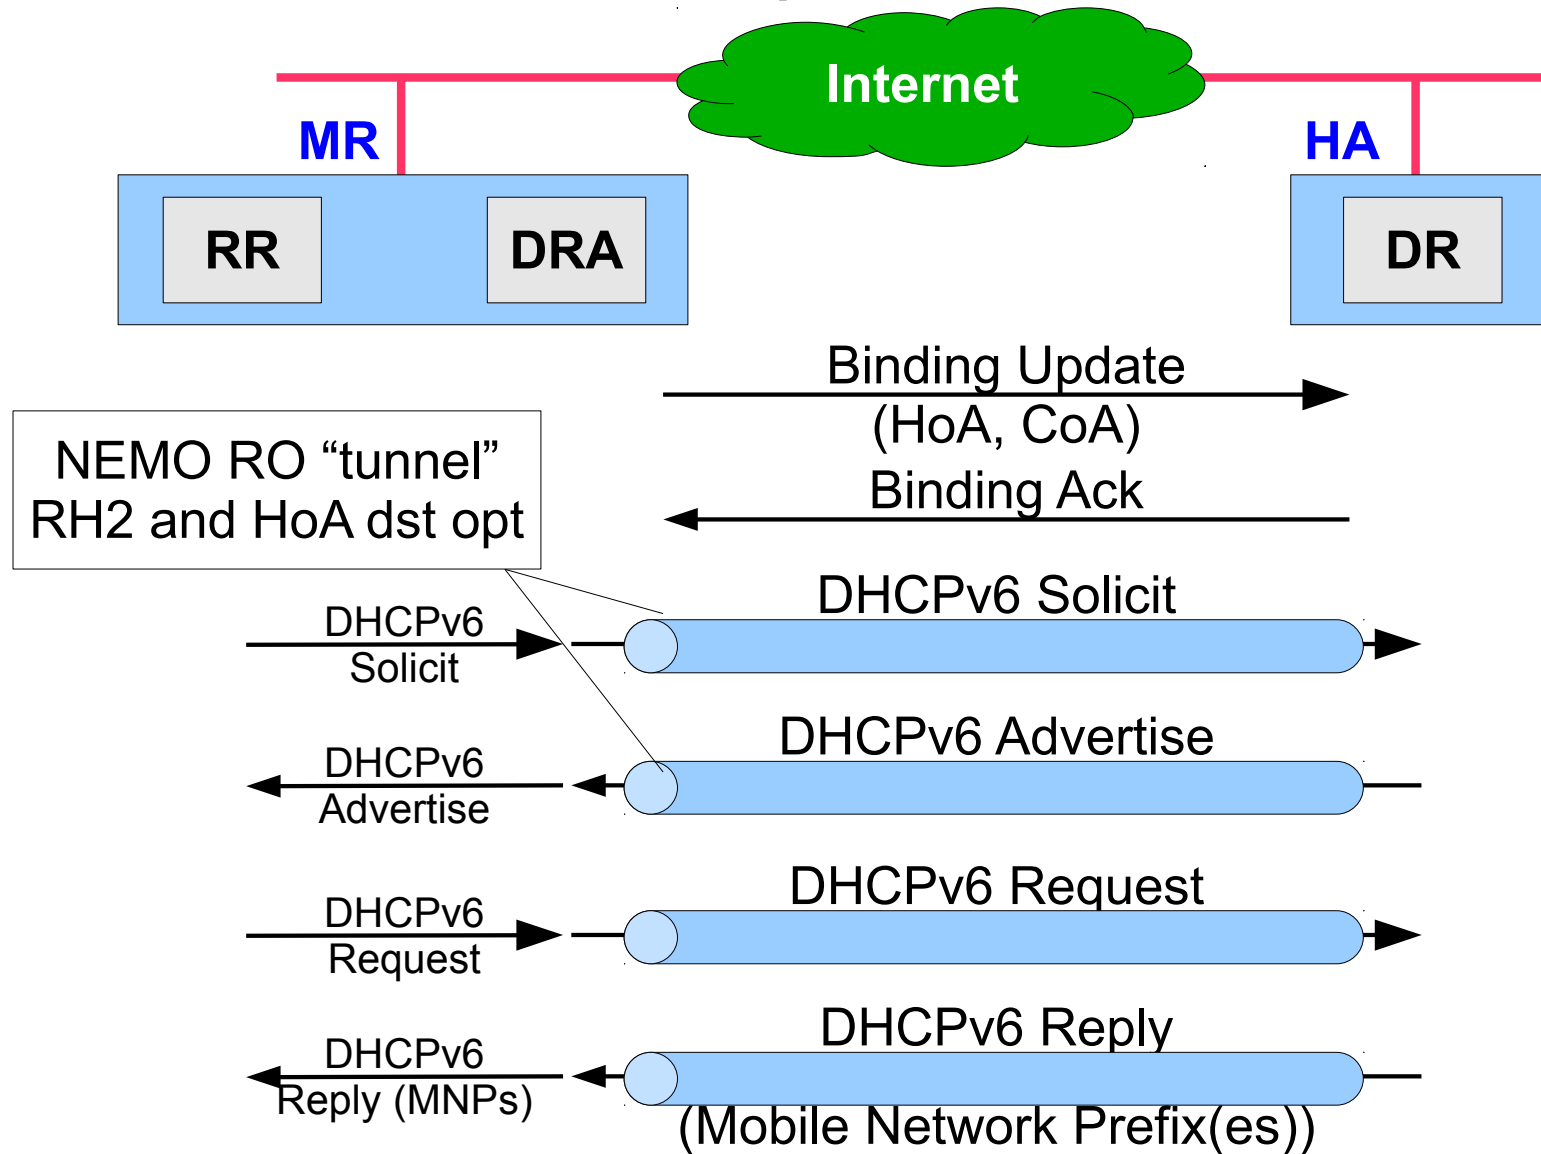 Internet
MR
HA
RR
DRA
DR
Binding Update
(HoA, CoA)
NEMO RO “tunnel”
RH2 and HoA dst opt
Binding Ack
DHCPv6 Solicit
DHCPv6
Solicit
DHCPv6 Advertise
DHCPv6
Advertise
DHCPv6 Request
DHCPv6
Request
DHCPv6 Reply
DHCPv6
Reply (MNPs)
(Mobile Network Prefix(es))